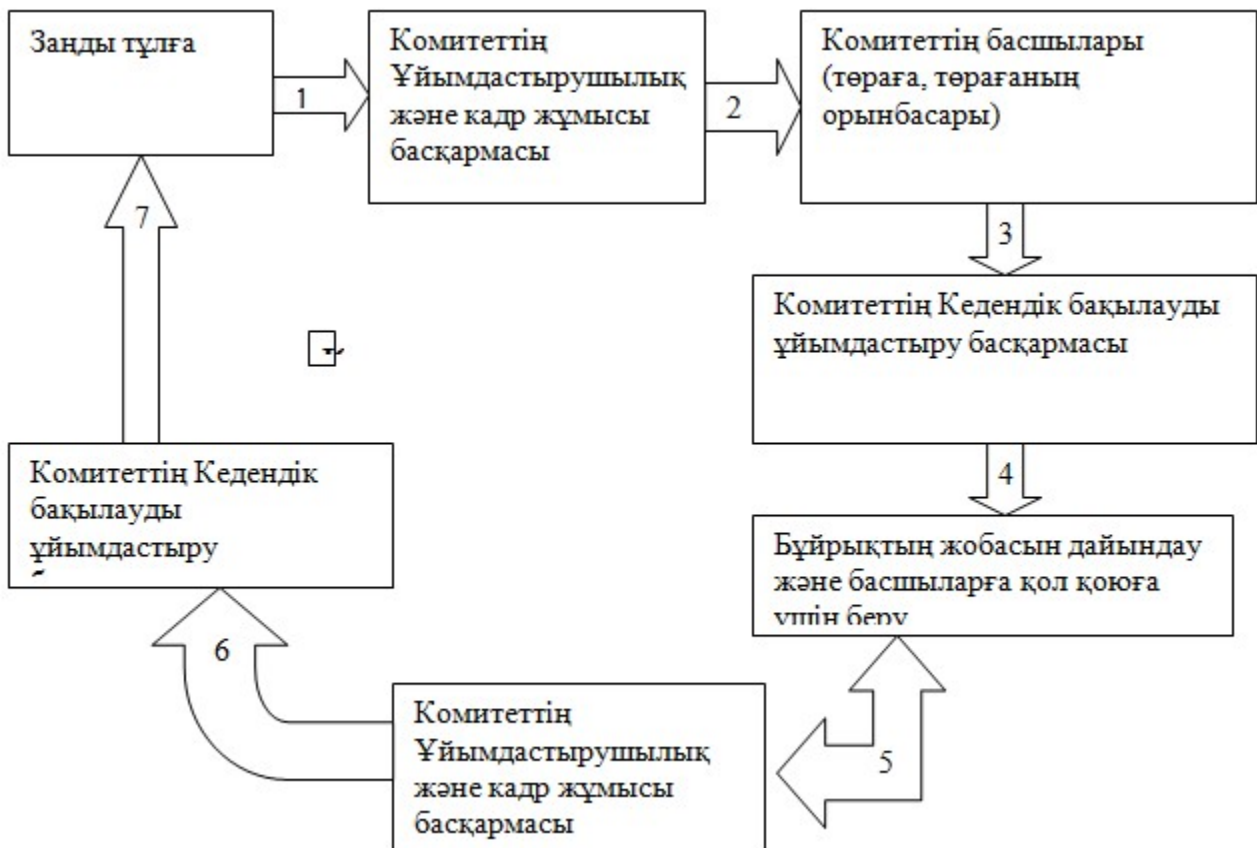 Заңды тұлға
1
Комитеттің
Ұйымдастырушылық
және кадр жұмысы
басқармасы
2
Комитеттің басшылары
(төраға, төрағаның
орынбасары)
3
Комитеттің Кедендік бақылауды
ұйымдастыру басқармасы
4
Бұйрықтың жобасын дайындау
және басшыларға қол қоюға
үшін беру
5
Комитеттің
Ұйымдастырушылық
және кадр жұмысы
басқармасы
6
Комитеттің Кедендік
бақылауды
ұйымдастыру
7